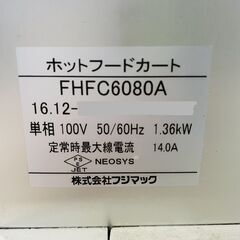 ホットフードカート
FHFC6080A
16.12-
単相 100V 50/60Hz 1.36kW
定常時最大線電流 14.0A
PS E JET NEOSYS
株式会社フジマック